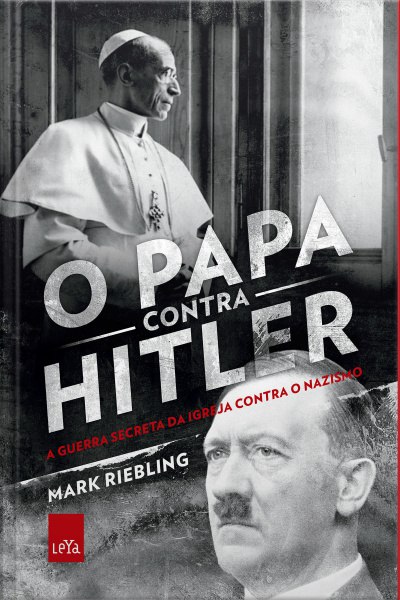 O PAPA
CONTRA
HITLER
A GUERRA SECRETA DA IGREJA CONTRA O NAZISMO
MARK RIEBLING
LeYa